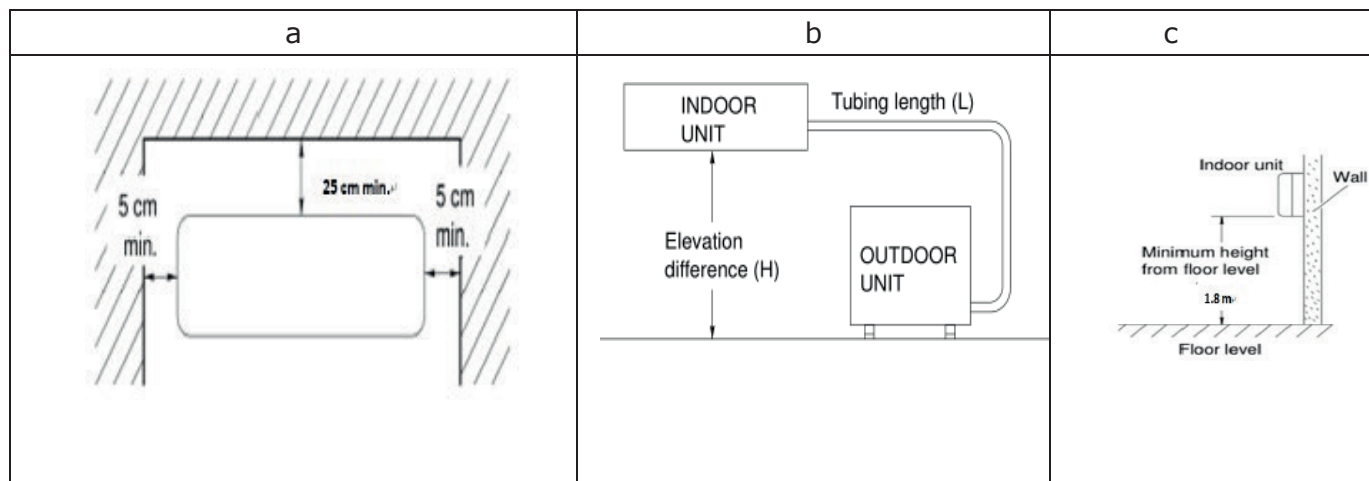 a
b
c
25 cm min.
5 cm
min.
5 cm
min.
INDOOR
UNIT
Tubing length (L)
Elevation
difference (H)
OUTDOOR
UNIT
Indoor unit
Wall
Minimum height
from floor level
1.8 m
Floor level